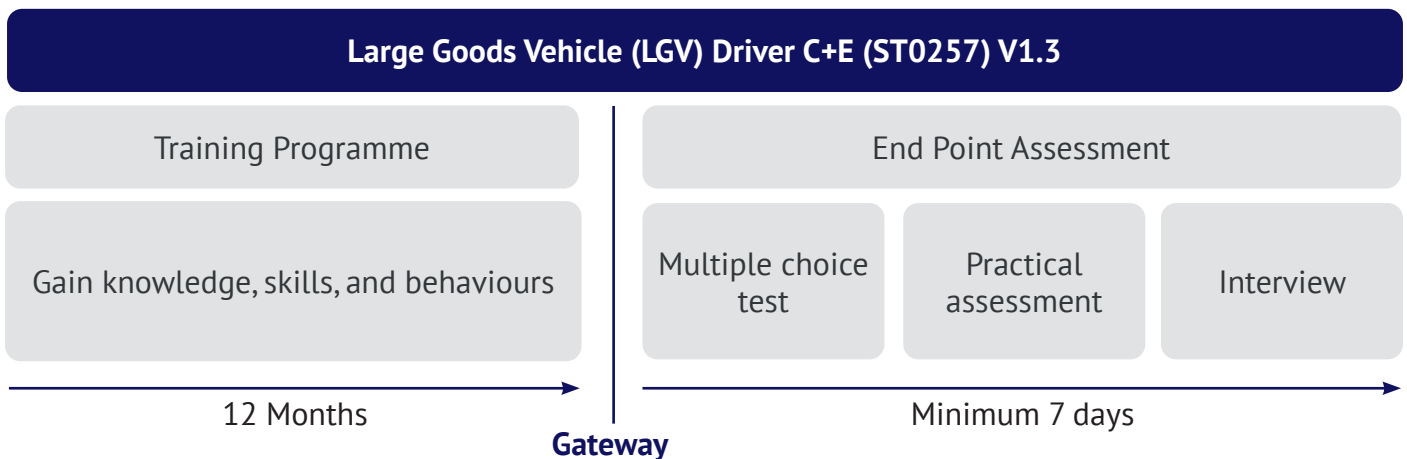 Large Goods Vehicle (LGV) Driver C+E (ST0257) V1.3
Training Programme
End Point Assessment
Gain knowledge, skills, and behaviours
Multiple choice
test
Practical
assessment
Interview
12 Months
Minimum 7 days
Gateway